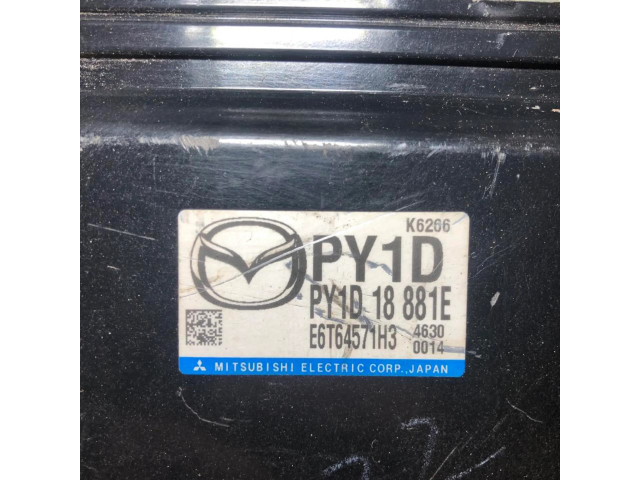 K6266
PY1D
PY1D 18 881E
E6T64571H3 4630
0014
MITSUBISHI ELECTRIC CORP., JAPAN